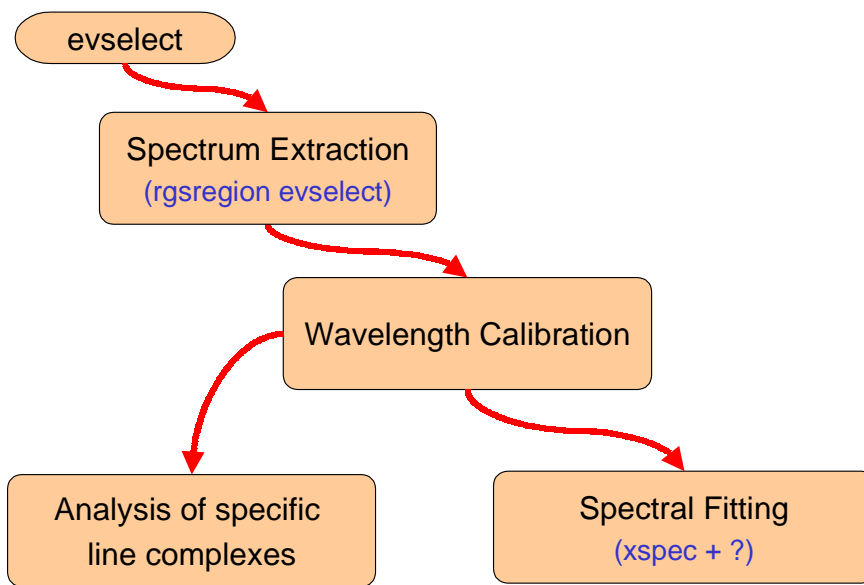 evselect
Spectrum Extraction
(rgsregion evselect)
Wavelength Calibration
Analysis of specific
line complexes
Spectral Fitting
(xspec + ?)